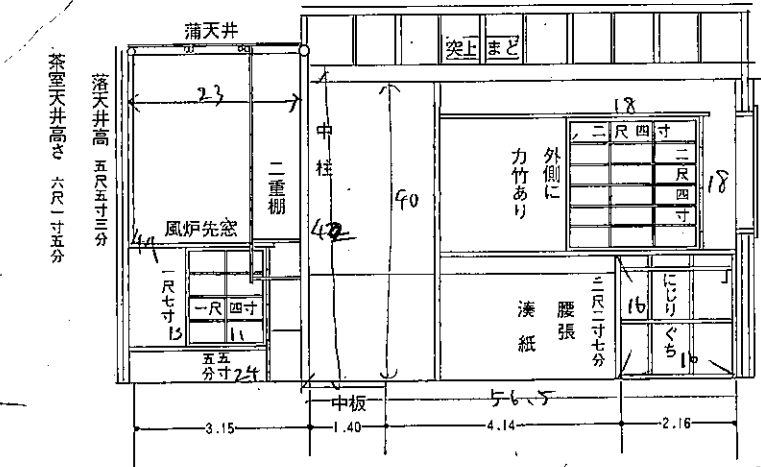 茶室天井高さ 六尺一寸五分
落天井高 五尺五寸三分
蒲天井
23
中柱
二重棚
風炉先窓
44
42
90
一尺七寸
一尺四寸
13
11
五寸五分
24
中板
突上まど
18
二尺四寸
二尺四寸
18
外側に
力竹あり
にじりぐち
16
16
二尺二寸七分
腰張
湊紙
56.5
3.15
1.40
4.14
2.16